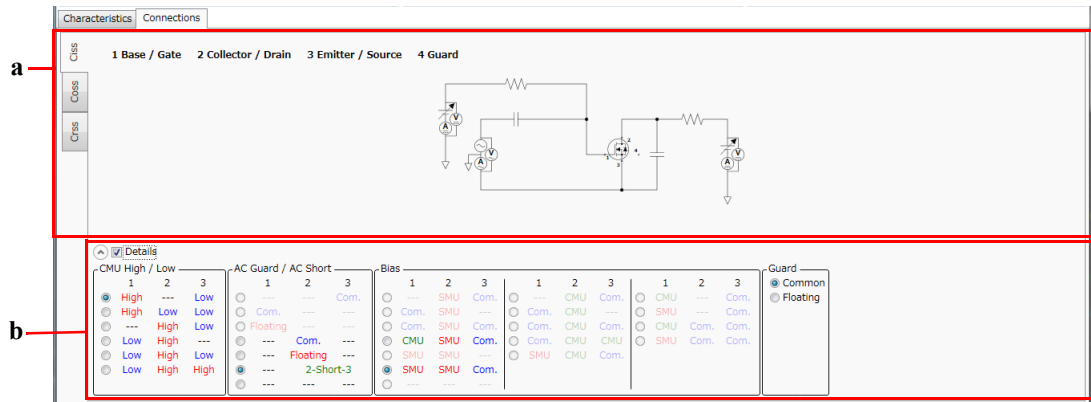 Characteristics Connections
a
Ciss
Coss
Crss
1 Base / Gate 2 Collector / Drain 3 Emitter / Source 4 Guard
A V
A V
1 2 3 4
A V
b
Details
CMU High / Low AC Guard / AC Short Bias Guard
1 2 3 1 2 3 1 2 3 1 2 3 1 2 3 Common
High --- Low --- --- Com. --- SMU Com. --- CMU Com. CMU --- Com. Floating
High Low Low Com. --- --- Com. SMU --- Com. CMU --- SMU --- Com.
--- High Low Floating --- --- Com. SMU Com. Com. CMU Com. CMU Com. Com.
Low High --- --- Com. --- CMU SMU Com. Com. CMU CMU SMU Com. Com.
Low High Low --- Floating --- SMU SMU --- SMU CMU Com.
Low High High --- 2-Short-3 SMU SMU Com.
--- --- --- --- --- ---